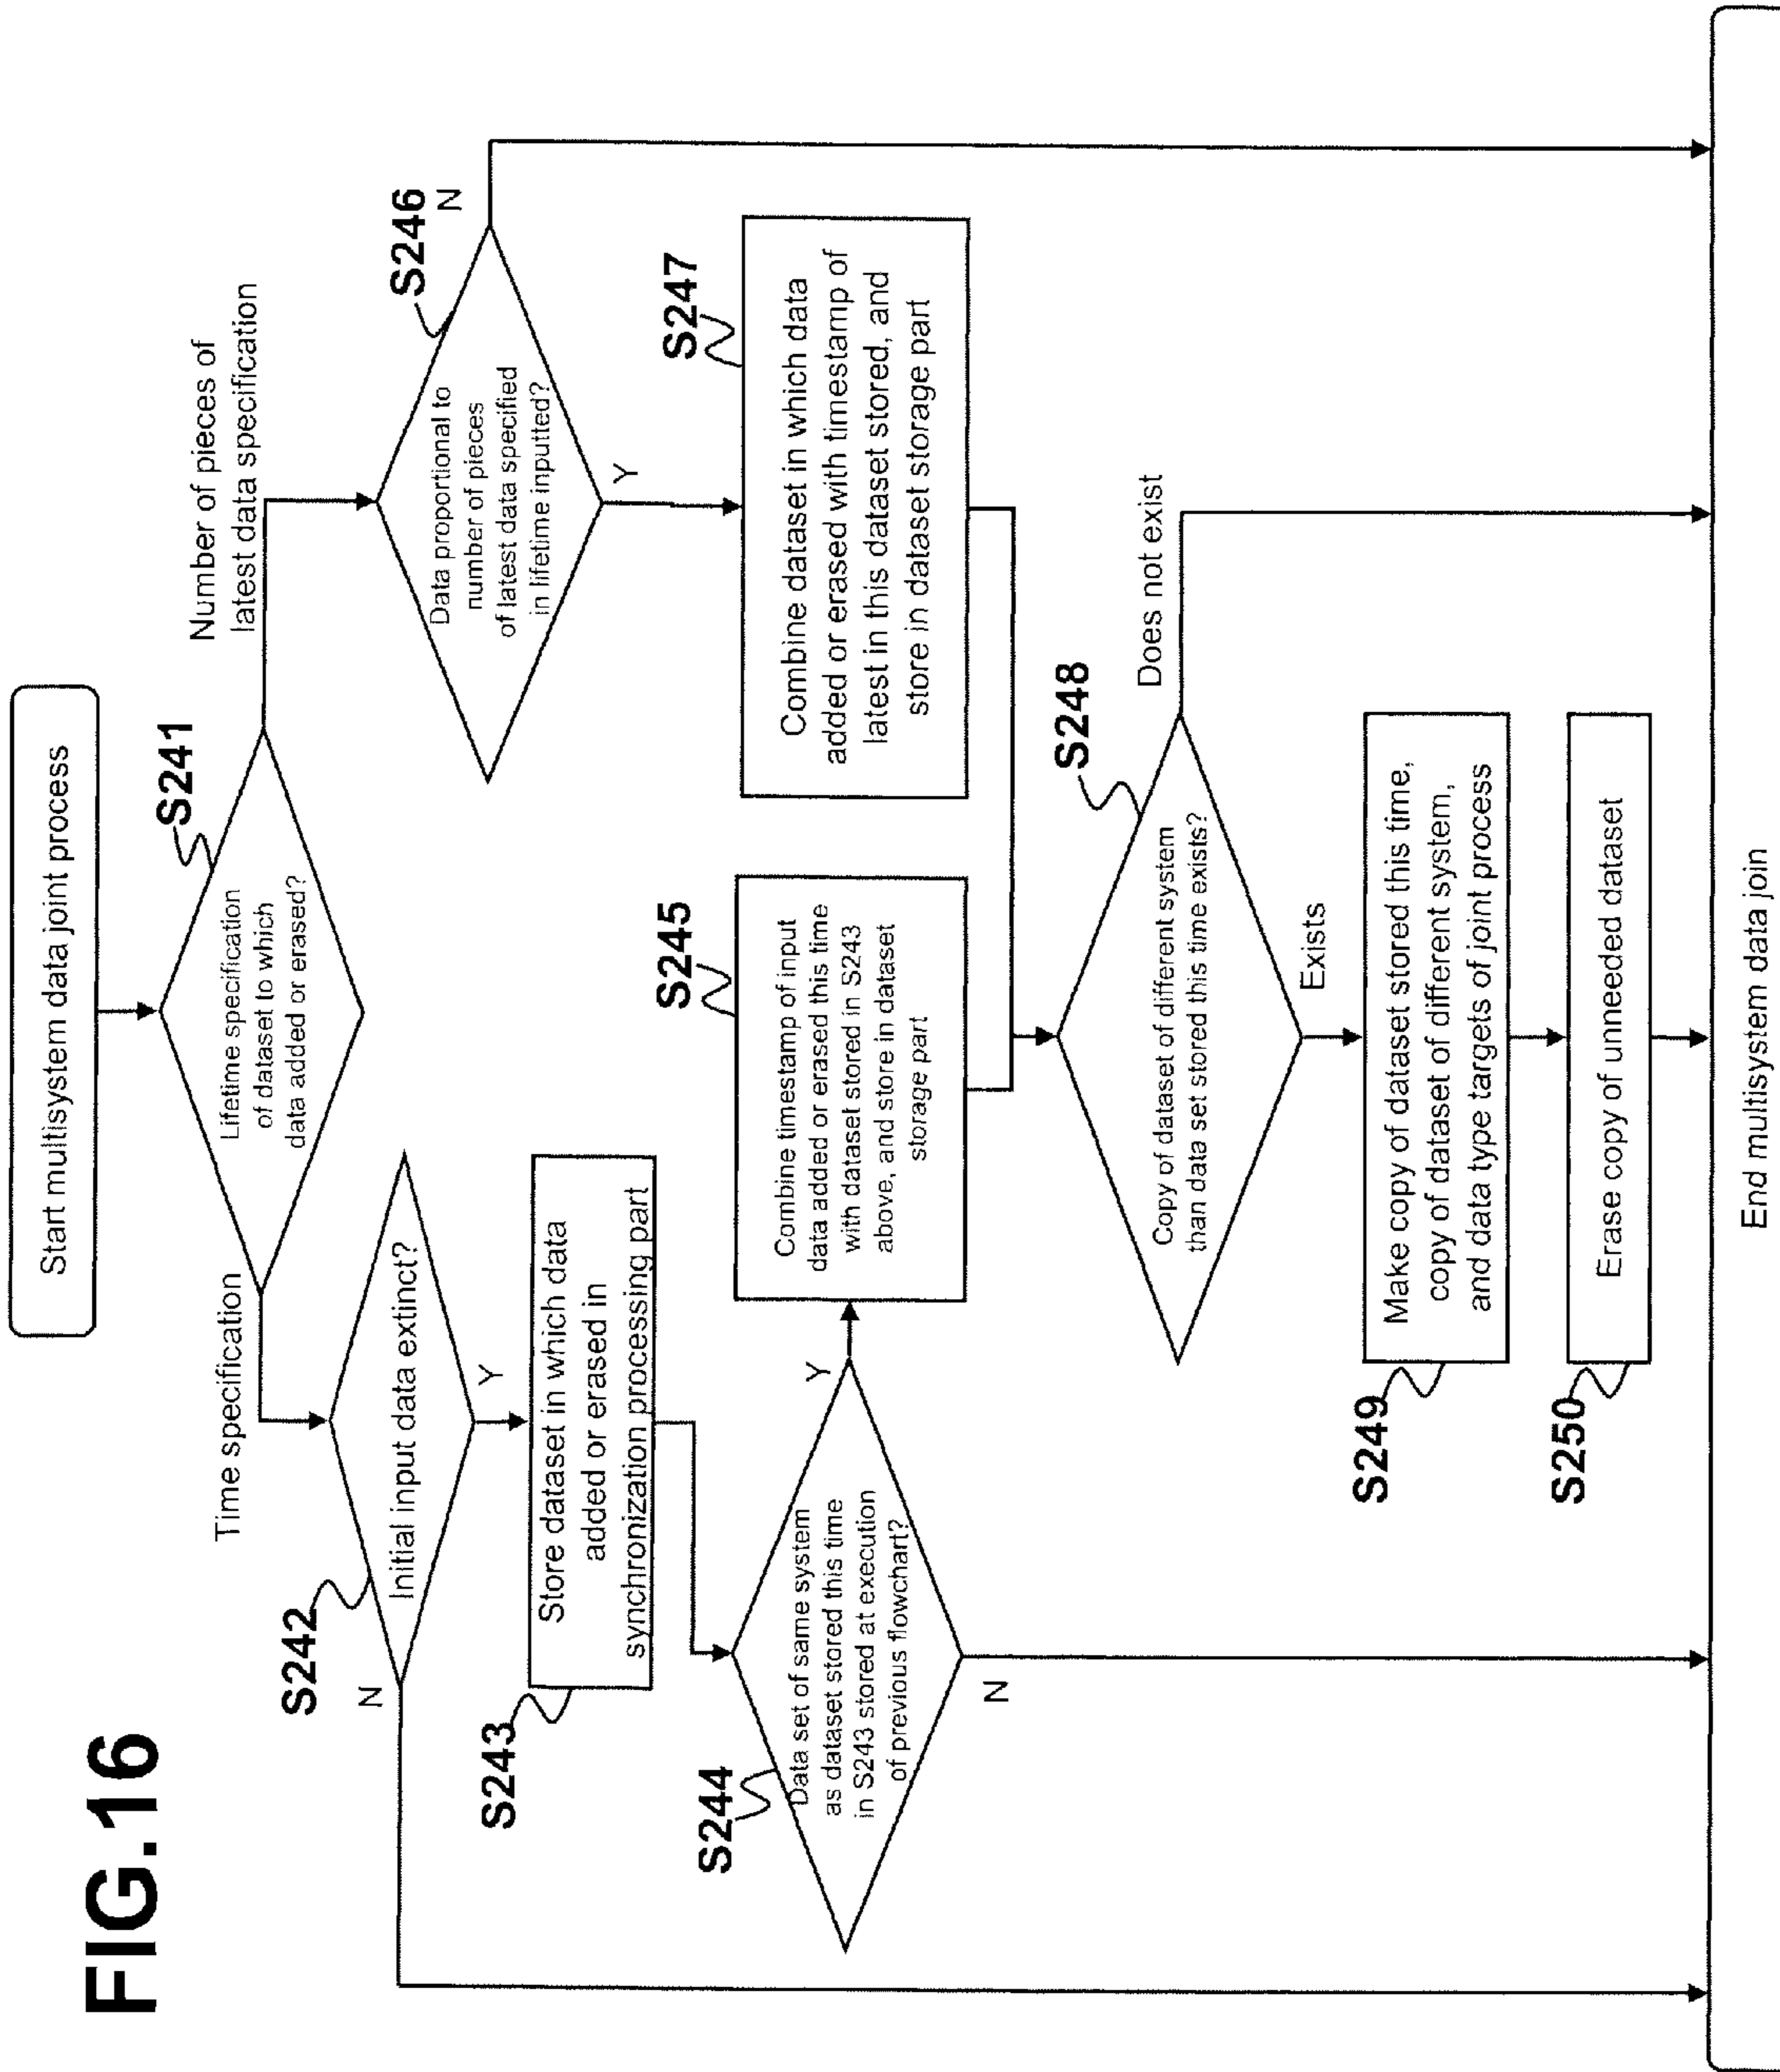 FIG.16
Start multisystem data joint process
S241
Lifetime specification
of dataset to which
data added or erased?
Time specification
Number of pieces of
latest data specification
S242
Initial input data extinct?
N
Y
S243
Store dataset in which data
added or erased in
synchronization processing part
S244
Data set of same system
as dataset stored this time
in S243 stored at execution
of previous flowchart?
Y
N
S245
Combine timestamp of input
data added or erased this time
with dataset stored in S243
above, and store in dataset
storage part
S246
Data proportional to
number of pieces
of latest data specified
in lifetime inputted?
N
Y
S247
Combine dataset in which data
added or erased with timestamp of
latest in this dataset stored, and
store in dataset storage part
S248
Copy of dataset of different system
than data set stored this time exists?
Does not exist
Exists
S249
Make copy of dataset stored this time,
copy of dataset of different system,
and data type targets of joint process
S250
Erase copy of unneeded dataset
End multisystem data join